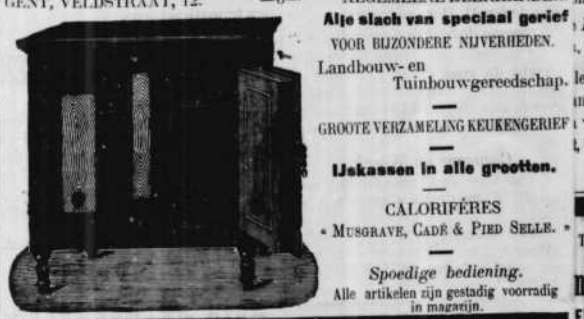 GENT, VELDSTRAAT, 12.
Alle slach van speciaal gerief
VOOR BIJZONDERE NIJVERHEDEN.
Landbouw- en
Tuinbouwgereedschap.
GROOTE VERZAMELING KEUKENGERIEF
IJskassen in alle grootten.
CALORIFÈRES
« MUSGRAVE, CADÉ & PIED SELLE. »
Spoedige bediening.
Alle artikelen zijn gestadig voorradig
in magazijn.